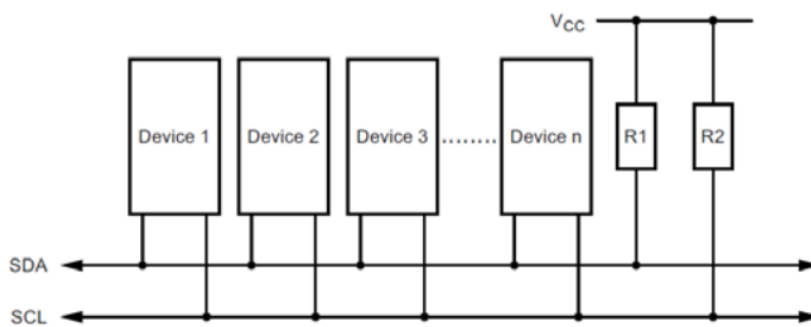 VCC
Device 1 Device 2 Device 3 ........ Device n R1 R2
SDA
SCL